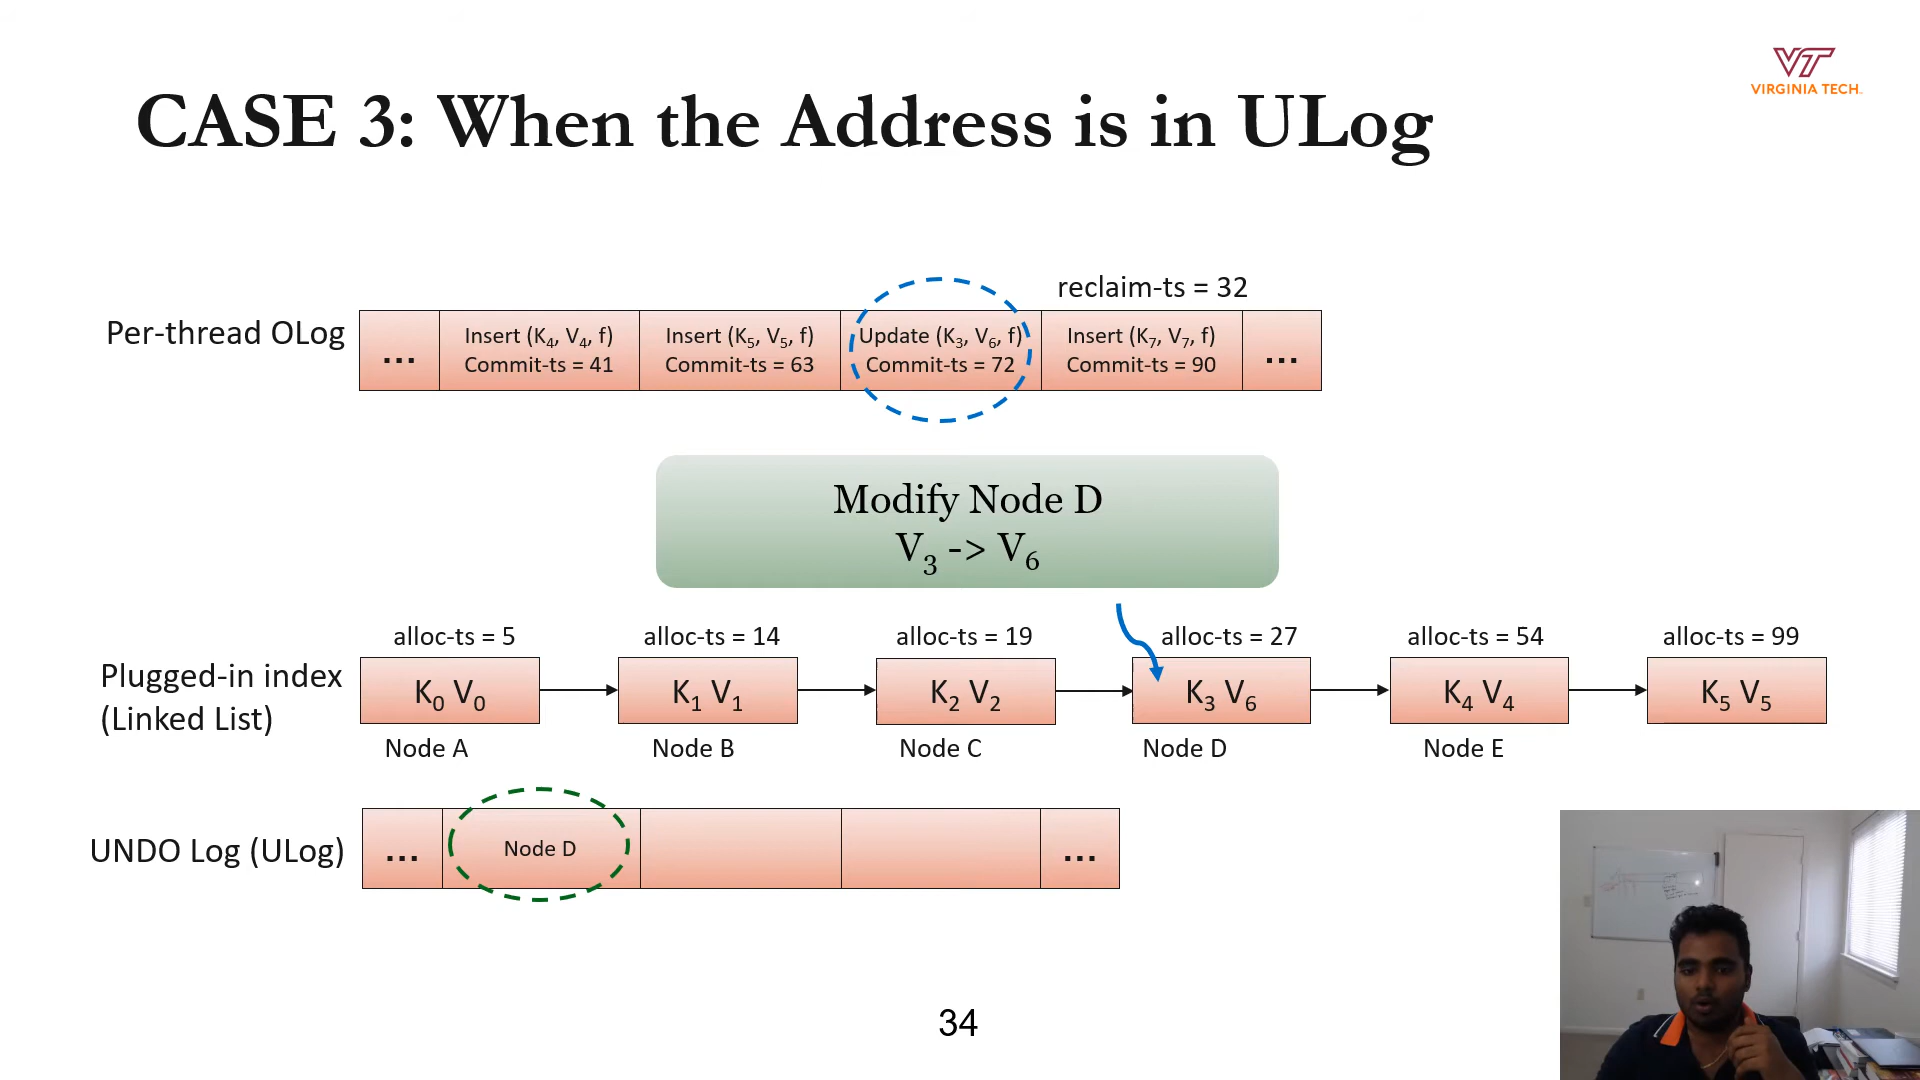 VIRGINIA TECH
CASE 3: When the Address is in ULog
reclaim-ts = 32
Per-thread OLog
... Insert (K4, V4, f) Insert (K5, V5, f) Update (K3, V6, f) Insert (K7, V7, f) ...
Commit-ts = 41 Commit-ts = 63 Commit-ts = 72 Commit-ts = 90
Modify Node D
V3 -> V6
alloc-ts = 5 alloc-ts = 14 alloc-ts = 19 alloc-ts = 27 alloc-ts = 54 alloc-ts = 99
Plugged-in index
(Linked List)
K0 V0 K1 V1 K2 V2 K3 V6 K4 V4 K5 V5
Node A Node B Node C Node D Node E
UNDO Log (ULog)
... Node D ...
34